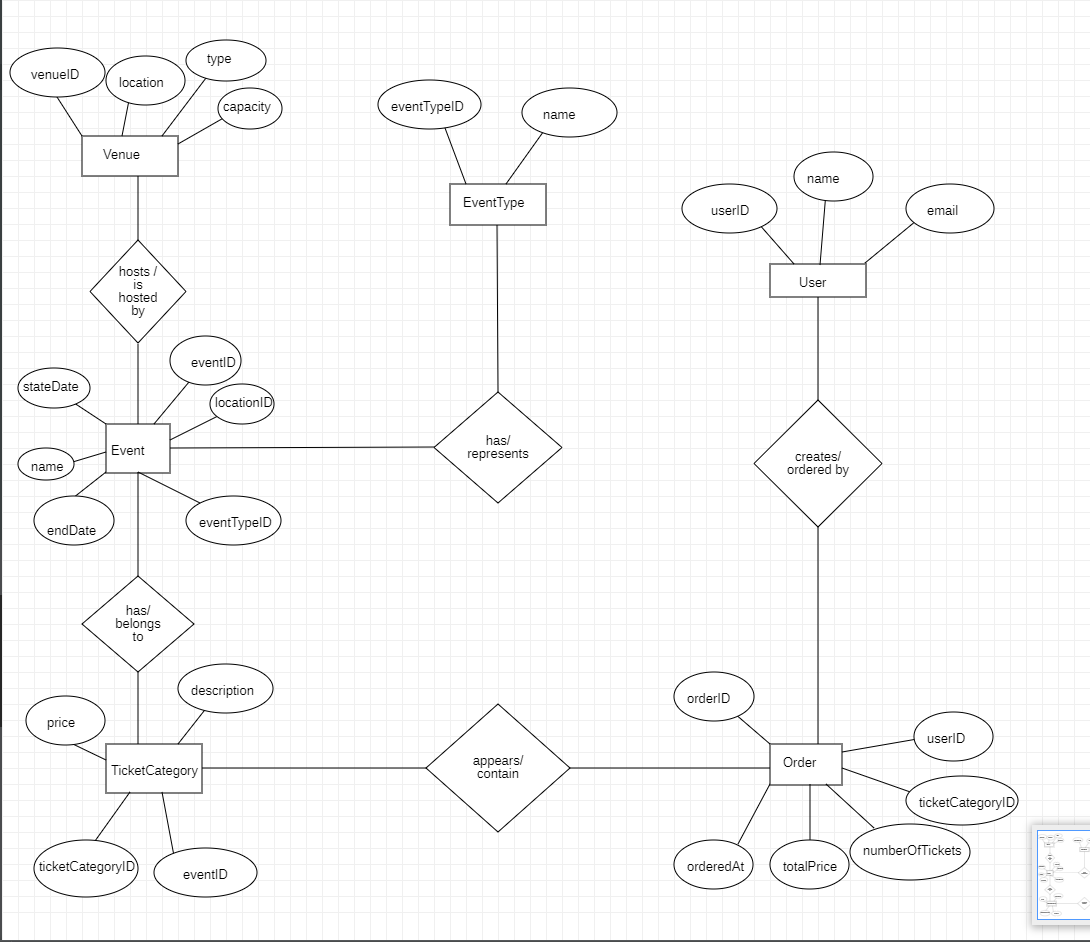 venueID
location
type
capacity
Venue
eventTypeID
name
EventType
userID
name
email
User
hosts /
is
hosted
by
stateDate
eventID
locationID
name
Event
endDate
eventTypeID
has/
represents
creates/
ordered by
has/
belongs
to
price
description
TicketCategory
ticketCategoryID
eventID
appears/
contain
orderID
userID
Order
ticketCategoryID
numberOfTickets
orderedAt
totalPrice